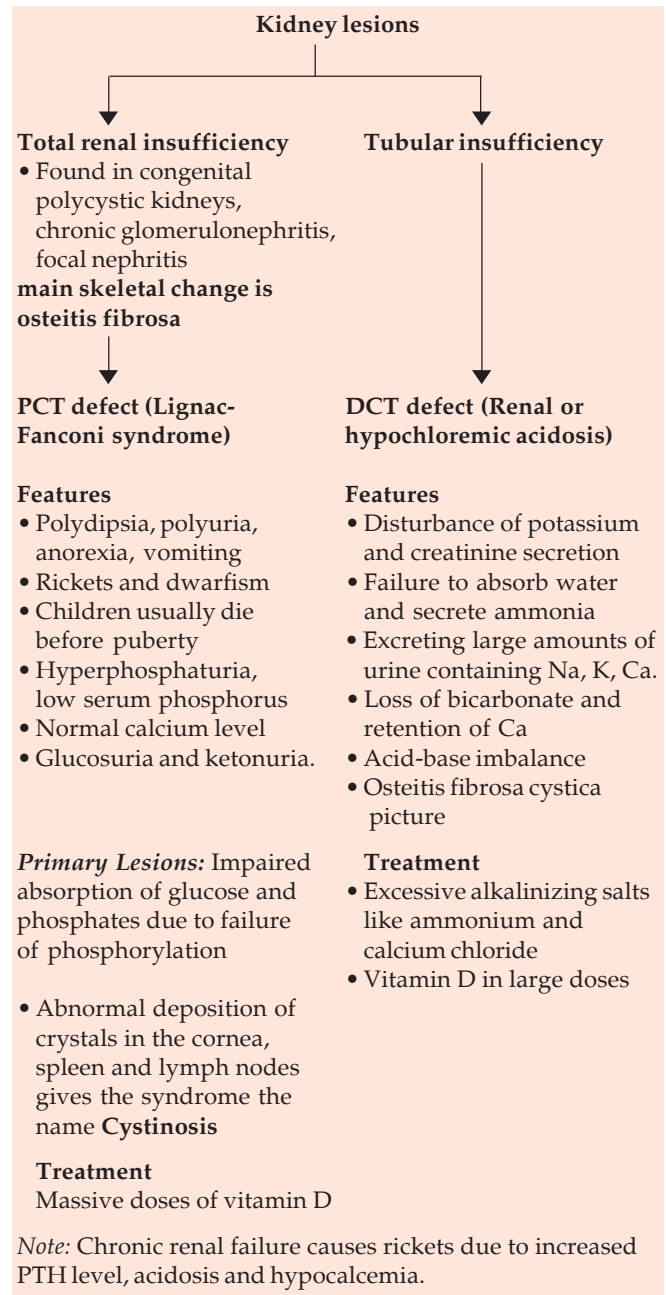 Kidney lesions
Total renal insufficiency
• Found in congenital
polycystic kidneys,
chronic glomerulonephritis,
focal nephritis
main skeletal change is
osteitis fibrosa
PCT defect (Lignac-
Fanconi syndrome)
Features
• Polydipsia, polyuria,
anorexia, vomiting
• Rickets and dwarfism
• Children usually die
before puberty
• Hyperphosphaturia,
low serum phosphorus
• Normal calcium level
• Glucosuria and ketonuria.
Primary Lesions: Impaired
absorption of glucose and
phosphates due to failure
of phosphorylation
• Abnormal deposition of
crystals in the cornea,
spleen and lymph nodes
gives the syndrome the
name Cystinosis
Treatment
Massive doses of vitamin D
Tubular insufficiency
DCT defect (Renal or
hypochloremic acidosis)
Features
• Disturbance of potassium
and creatinine secretion
• Failure to absorb water
and secrete ammonia
• Excreting large amounts of
urine containing Na, K, Ca.
• Loss of bicarbonate and
retention of Ca
• Acid-base imbalance
• Osteitis fibrosa cystica
picture
Treatment
• Excessive alkalinizing salts
like ammonium and
calcium chloride
• Vitamin D in large doses
Note: Chronic renal failure causes rickets due to increased
PTH level, acidosis and hypocalcemia.